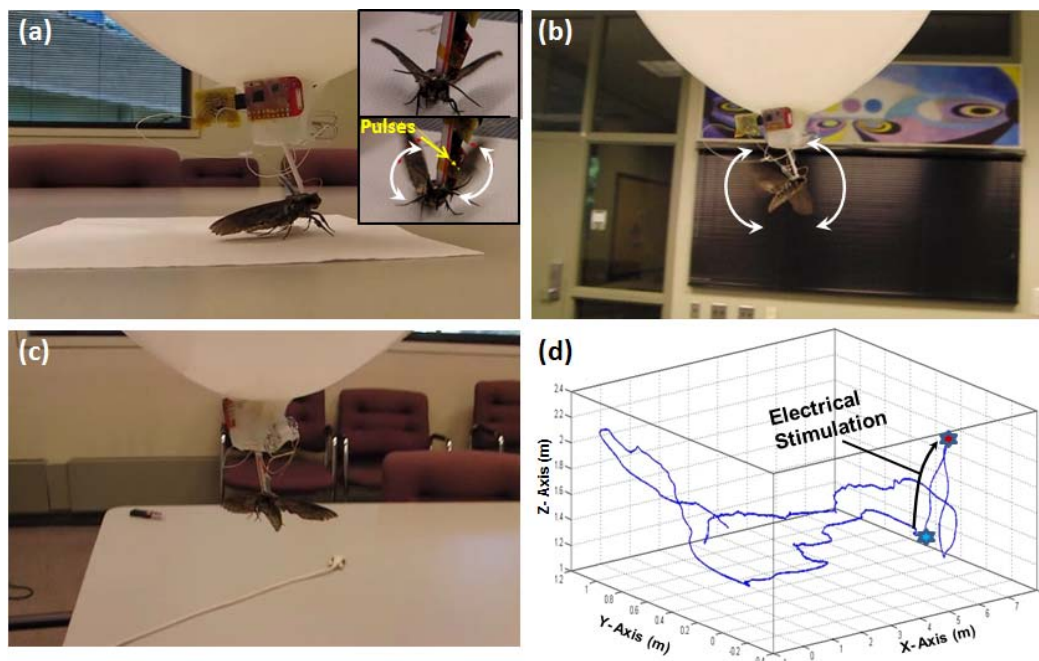 (a)
Pulses
(b)
(c)
(d)
Electrical
Stimulation
Z- Axis (m)
2.4
2.2
2
1.8
1.6
1.4
1.2
1
Y-Axis (m)
1.2
1
0.8
0.6
0.4
0.2
0
-0.4
X-Axis (m)
0
1
2
3
4
5
6
7